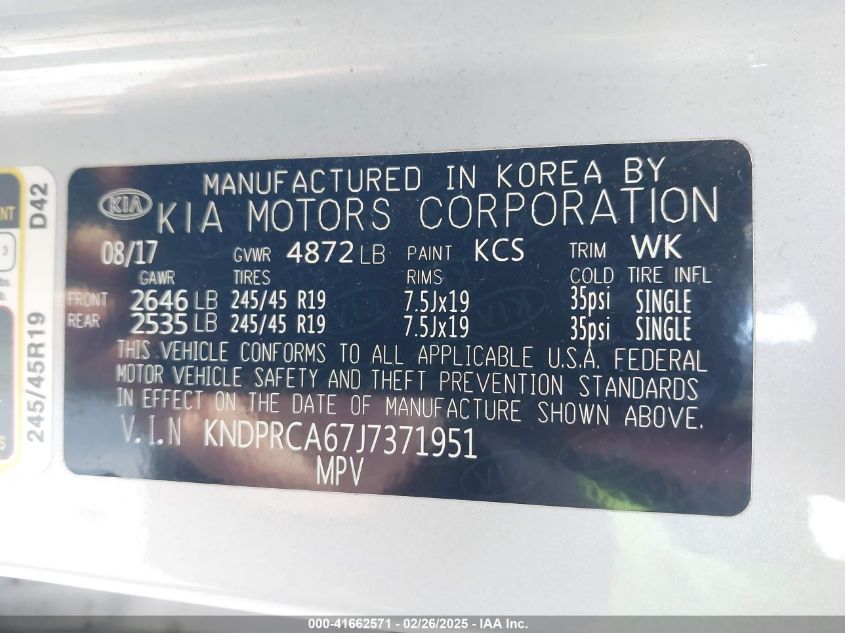 MANUFACTURED IN KOREA BY
KIA KIA MOTORS CORPORATION
08/17 GVWR 4872 LB PAINT KCS TRIM WK
GAWR TIRES RIMS COLD TIRE INFL
FRONT 2646 LB 245/45 R19 7.5Jx19 35psi SINGLE
REAR 2535 LB 245/45 R19 7.5Jx19 35psi SINGLE
THIS VEHICLE CONFORMS TO ALL APPLICABLE U.S.A. FEDERAL
MOTOR VEHICLE SAFETY AND THEFT PREVENTION STANDARDS
IN EFFECT ON THE DATE OF MANUFACTURE SHOWN ABOVE.
V.I.N KNDPRCA67J7371951
MPV
245/45R19 D42
3
000-41662571 - 02/26/2025 - IAA Inc.